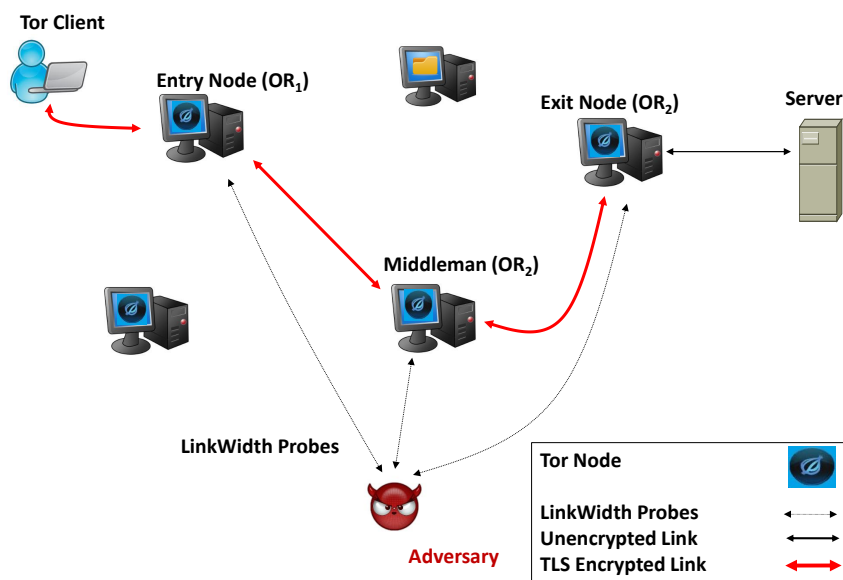 Tor Client
Entry Node (OR₁)
Exit Node (OR₂)
Server
Middleman (OR₂)
LinkWidth Probes
Adversary
Tor Node
LinkWidth Probes
Unencrypted Link
TLS Encrypted Link